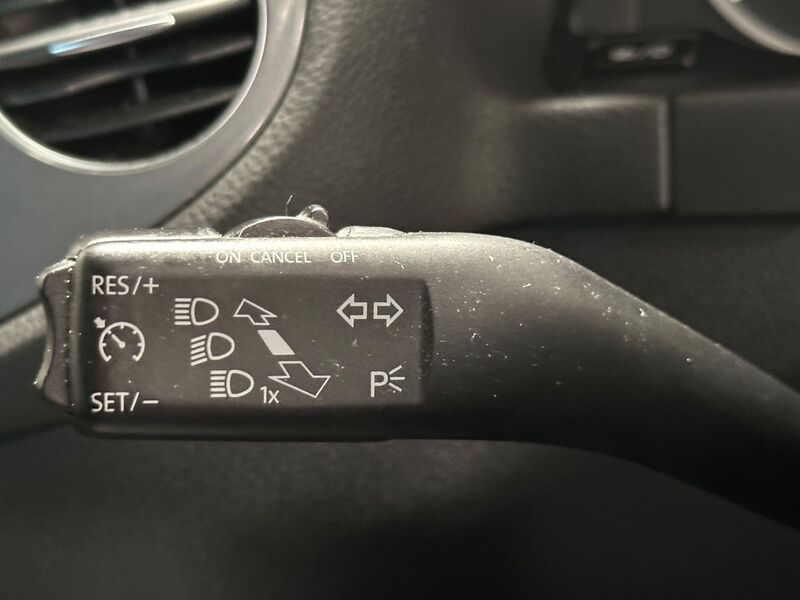 ON CANCEL OFF
RES/+
1x
SET/–
P